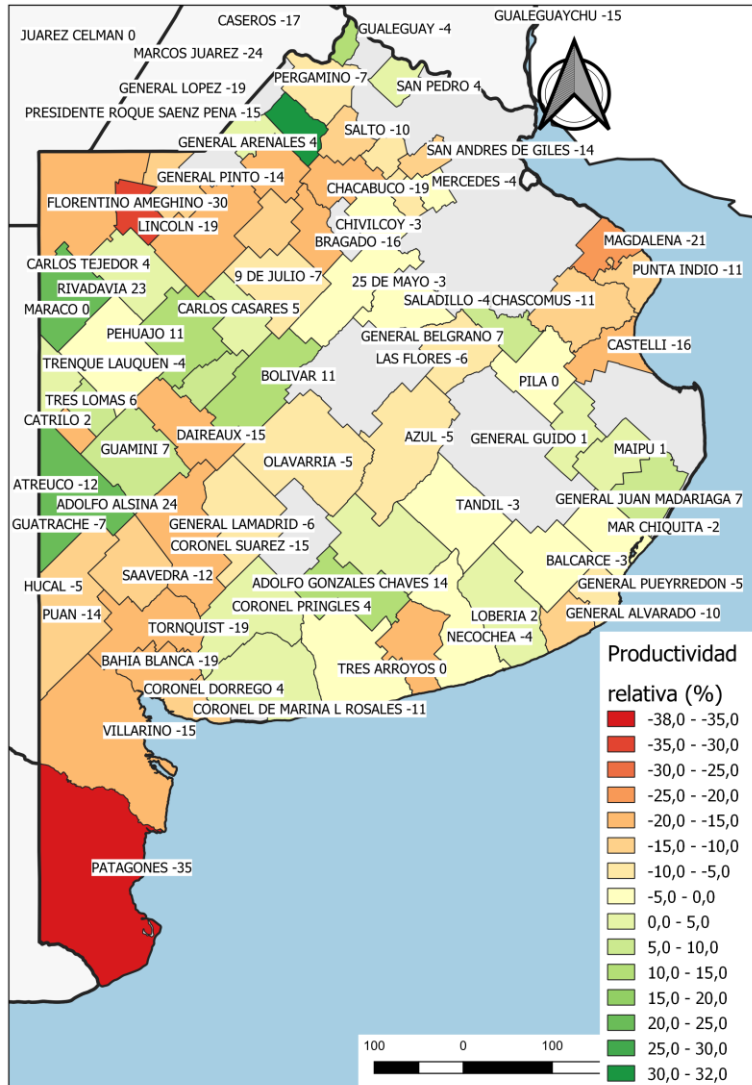 CASEROS -17
GUALEGUAY -4
GUALEGUAYCHU -15
JUAREZ CELMAN 0
MARCOS JUAREZ -24
PERGAMINO -7
SAN PEDRO 4
GENERAL LOPEZ -19
PRESIDENTE ROQUE SAENZ PENA -15
SALTO -10
GENERAL ARENALES 4
SAN ANDRES DE GILES -14
GENERAL PINTO -14
CHACABUCO -19
MERCEDES -4
FLORENTINO AMEGHINO -30
LINCOLN -19
CHIVILCOY -3
BRAGADO -16
MAGDALENA -21
CARLOS TEJEDOR 4
9 DE JULIO -7
25 DE MAYO -3
PUNTA INDIO -11
RIVADAVIA 23
SALADILLO -4
CHASCOMUS -11
MARACO 0
CARLOS CASARES 5
PEHUAJO 11
GENERAL BELGRANO 7
CASTELLI -16
TRENQUE LAUQUEN -4
LAS FLORES -6
BOLIVAR 11
PILA 0
TRES LOMAS 6
CATRILO 2
DAIREAUX -15
AZUL -5
GENERAL GUIDO 1
GUAMINI 7
MAIPU 1
OLAVARRIA -5
ATREUCO -12
ADOLFO ALSINA 24
TANDIL -3
GENERAL JUAN MADARIAGA 7
GUATRACHE -7
GENERAL LAMADRID -6
MAR CHIQUITA -2
CORONEL SUAREZ -15
BALCARCE -3
HUCAL -5
SAAVEDRA -12
ADOLFO GONZALES CHAVES 14
GENERAL PUEYRREDON -5
PUAN -14
CORONEL PRINGLES 4
LOBERIA 2
GENERAL ALVARADO -10
TORNQUIST -19
NECOCHEA -4
BAHIA BLANCA -19
TRES ARROYOS 0
CORONEL DORREGO 4
CORONEL DE MARINA L ROSALES -11
VILLARINO -15
PATAGONES -35
Productividad
relativa (%)
-38,0 - -35,0
-35,0 - -30,0
-30,0 - -25,0
-25,0 - -20,0
-20,0 - -15,0
-15,0 - -10,0
-10,0 - -5,0
-5,0 - 0,0
0,0 - 5,0
5,0 - 10,0
10,0 - 15,0
15,0 - 20,0
20,0 - 25,0
25,0 - 30,0
30,0 - 32,0
100 0 100